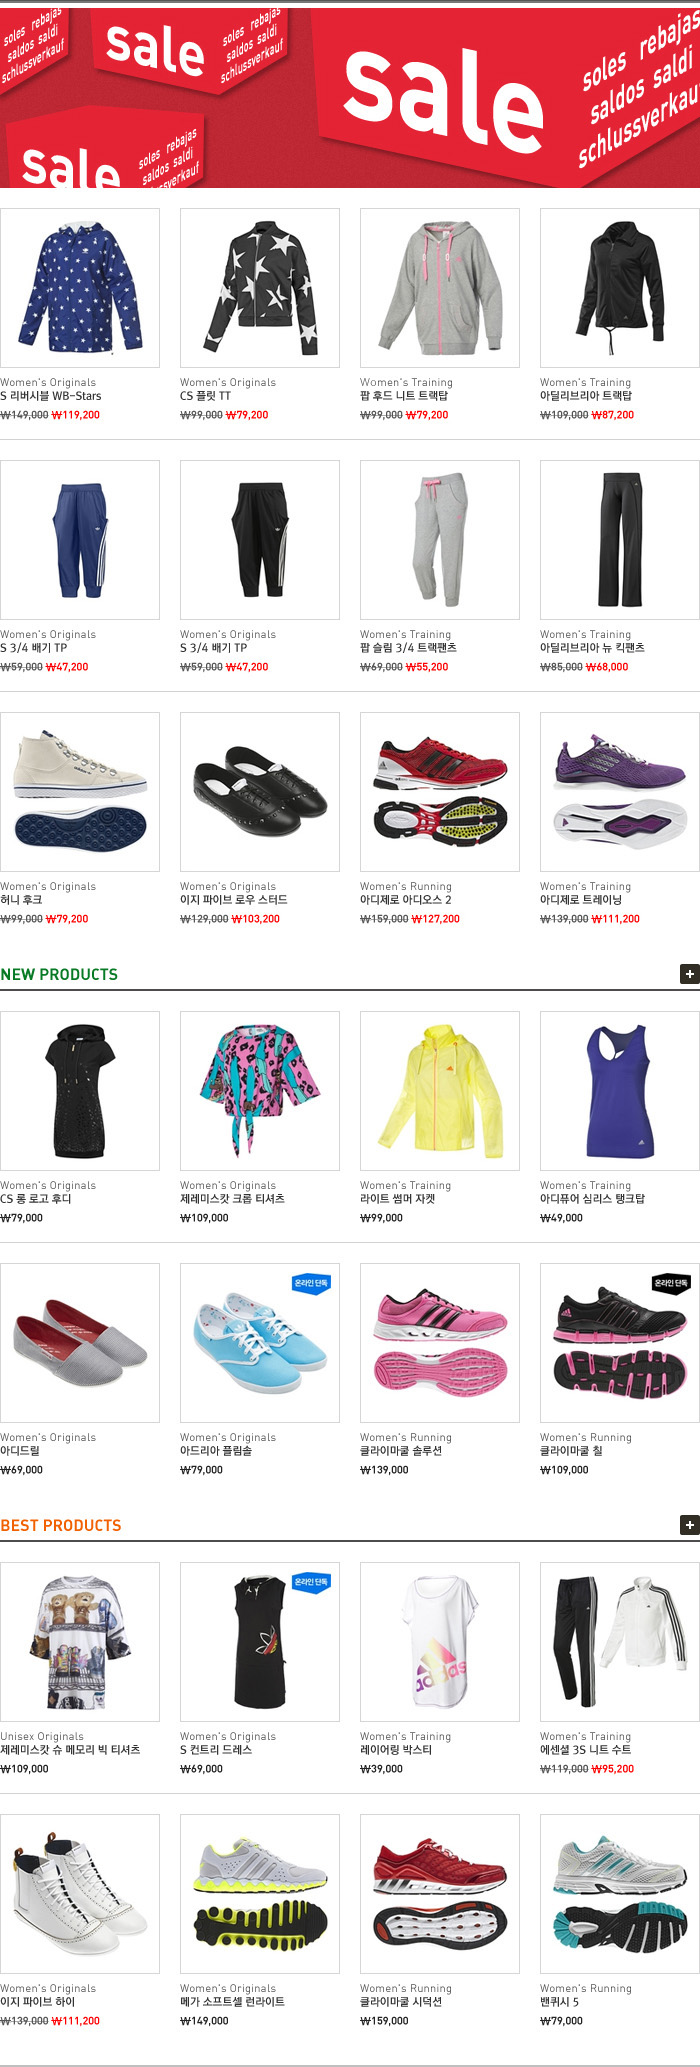 soles rebajas
saldos saldi
schlussverkauf
sale
soles rebajas
saldos saldi
schlussverkauf
sale
soles rebajas
saldos saldi
schlussverkau
sale
soles rebajas
saldos saldi
schlussverkauf
Women's Originals
S 리버시블 WB-Stars
₩149,000 ₩119,200
Women's Originals
CS 플릿 TT
₩99,000 ₩79,200
Women's Training
팝 후드 니트 트랙탑
₩99,000 ₩79,200
Women's Training
아딜리브리아 트랙탑
₩109,000 ₩87,200
Women's Originals
S 3/4 배기 TP
₩59,000 ₩47,200
Women's Originals
S 3/4 배기 TP
₩59,000 ₩47,200
Women's Training
팝 슬림 3/4 트랙팬츠
₩69,000 ₩55,200
Women's Training
아딜리브리아 뉴 킥팬츠
₩85,000 ₩68,000
Women's Originals
허니 후크
₩99,000 ₩79,200
Women's Originals
이지 파이브 로우 스터드
₩129,000 ₩103,200
Women's Running
아디제로 아디오스 2
₩159,000 ₩127,200
Women's Training
아디제로 트레이닝
₩139,000 ₩111,200
NEW PRODUCTS
Women's Originals
CS 롱 로고 후디
₩79,000
Women's Originals
제레미스캇 크롭 티셔츠
₩109,000
Women's Training
라이트 썸머 자켓
₩99,000
Women's Training
아디퓨어 심리스 탱크탑
₩49,000
Women's Originals
아디드릴
₩69,000
온라인 단독
Women's Originals
아드리아 플림솔
₩79,000
Women's Running
클라이마쿨 솔루션
₩139,000
온라인 단독
Women's Running
클라이마쿨 칠
₩109,000
BEST PRODUCTS
Unisex Originals
제레미스캇 슈 메모리 빅 티셔츠
₩109,000
온라인 단독
Women's Originals
S 컨트리 드레스
₩69,000
adidas
Women's Training
레이어링 박스티
₩39,000
Women's Training
에센셜 3S 니트 수트
₩119,000 ₩95,200
Women's Originals
이지 파이브 하이
₩139,000 ₩111,200
Women's Originals
메가 소프트셀 런라이트
₩149,000
Women's Running
클라이마쿨 시덕션
₩159,000
Women's Running
밴퀴시 5
₩79,000